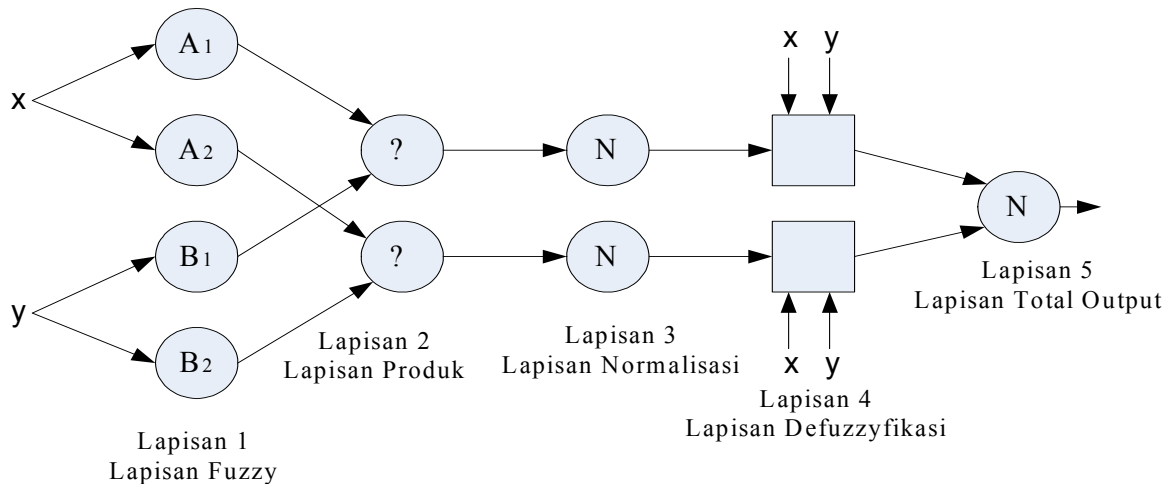 x y
A1
x
A2
?
N
N
B1
?
N
y
B2
x y
Lapisan 1
Lapisan Fuzzy
Lapisan 2
Lapisan Produk
Lapisan 3
Lapisan Normalisasi
Lapisan 4
Lapisan Defuzzyfikasi
Lapisan 5
Lapisan Total Output